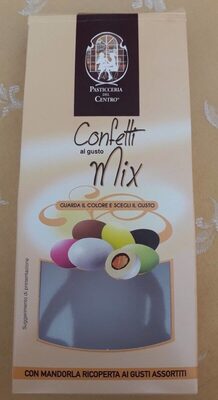 PASTICCERIA
DEL
CENTRO®
Confetti
al gusto
Mix
GUARDA IL COLORE E SCEGLI IL GUSTO
Suggerimento di presentazione
CON MANDORLA RICOPERTA AI GUSTI ASSORTITI